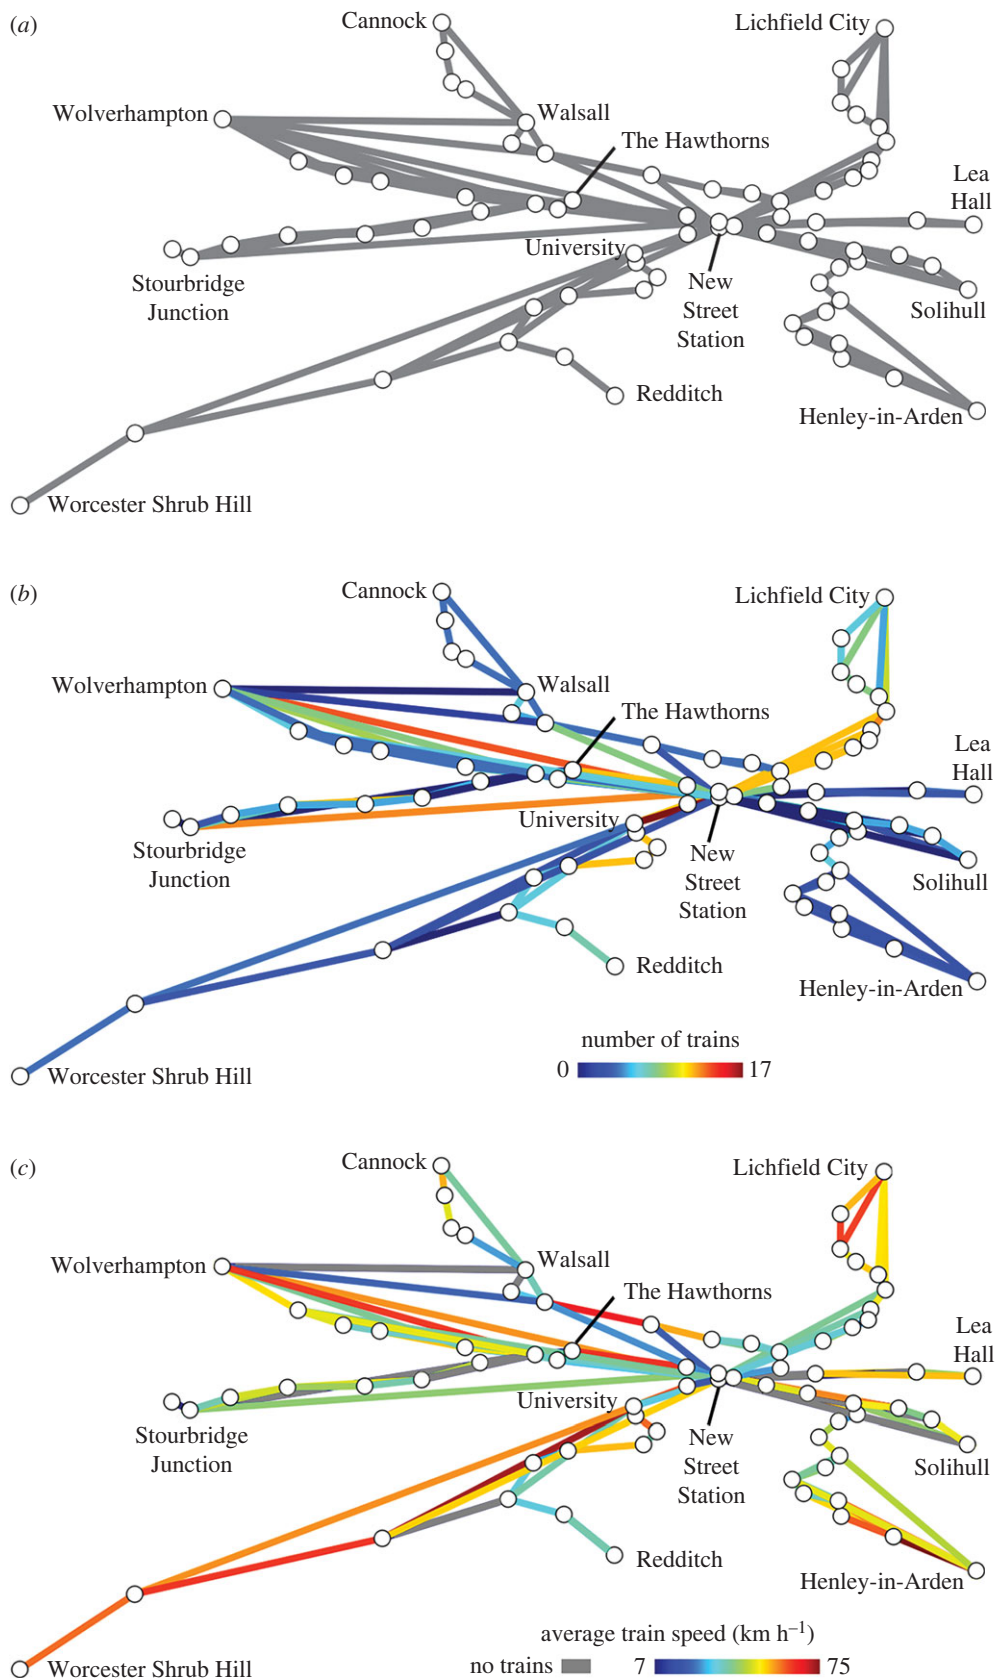 (a)
Cannock
Lichfield City
Wolverhampton
Walsall
The Hawthorns
Lea
Hall
University
Stourbridge
Junction
New
Street
Station
Solihull
Redditch
Henley-in-Arden
Worcester Shrub Hill
(b)
Cannock
Lichfield City
Wolverhampton
Walsall
The Hawthorns
Lea
Hall
University
Stourbridge
Junction
New
Street
Station
Solihull
Redditch
Henley-in-Arden
number of trains
0 17
Worcester Shrub Hill
(c)
Cannock
Lichfield City
Wolverhampton
Walsall
The Hawthorns
Lea
Hall
University
Stourbridge
Junction
New
Street
Station
Solihull
Redditch
Henley-in-Arden
average train speed (km h⁻¹)
Worcester Shrub Hill
no trains 7 75